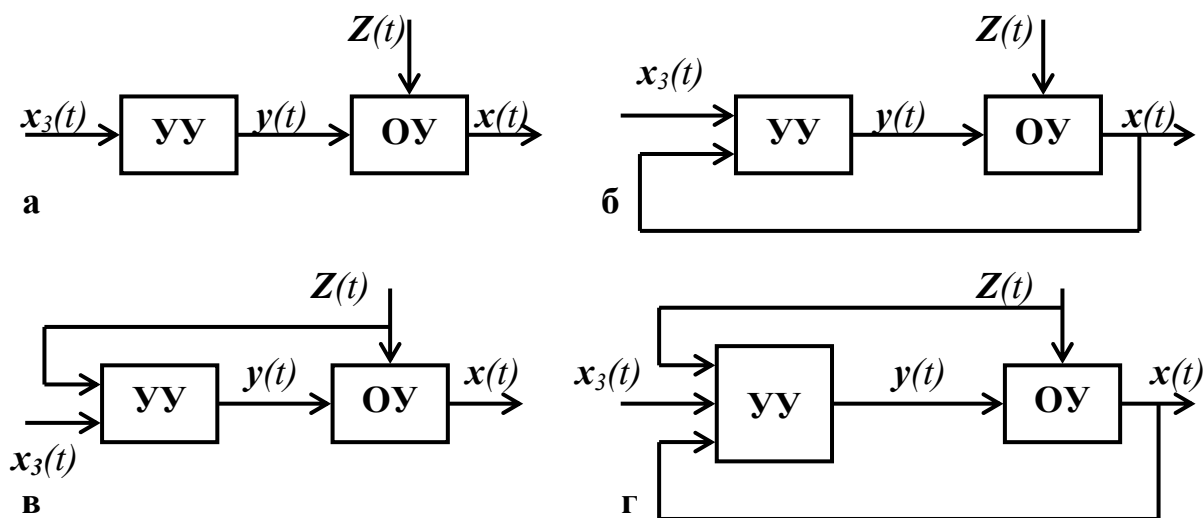 Z(t)
x₃(t) УУ y(t) ОУ x(t)
а
Z(t)
x₃(t) УУ y(t) ОУ x(t)
б
Z(t)
УУ y(t) ОУ x(t)
x₃(t)
в
Z(t)
x₃(t) УУ y(t) ОУ x(t)
г